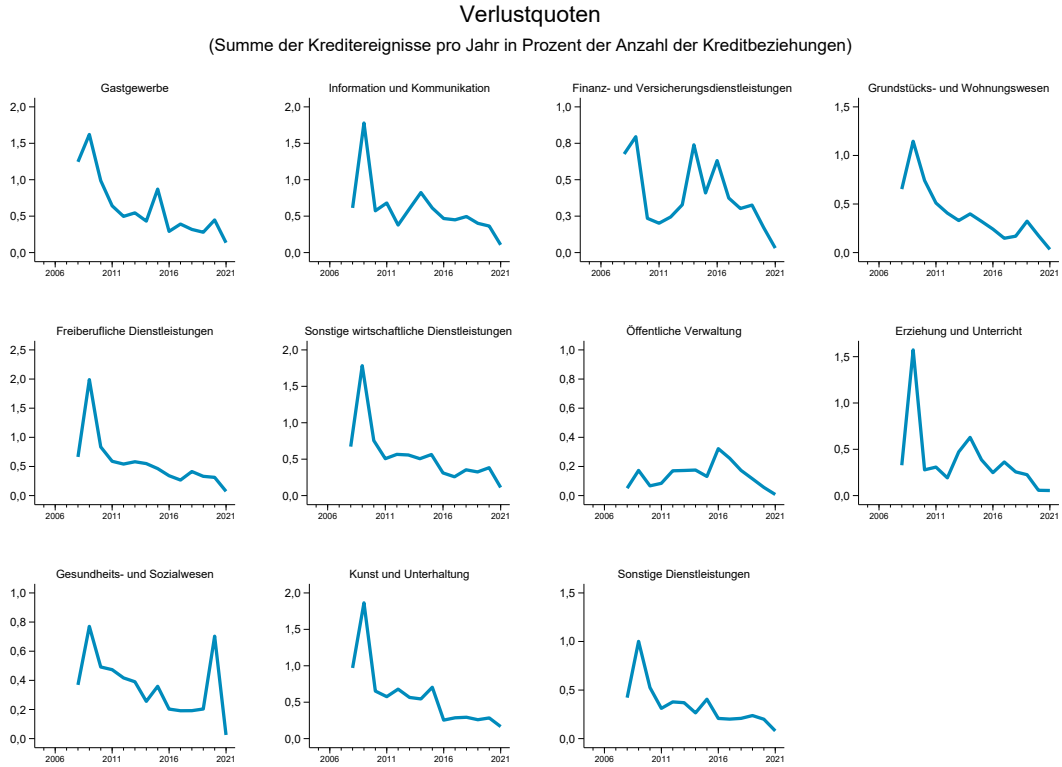 Verlustquoten
(Summe der Kreditereignisse pro Jahr in Prozent der Anzahl der Kreditbeziehungen)
Gastgewerbe
2,0
1,5
1,0
0,5
0,0
2006 2011 2016 2021
Information und Kommunikation
2,0
1,5
1,0
0,5
0,0
2006 2011 2016 2021
Finanz- und Versicherungsdienstleistungen
1,0
0,8
0,5
0,3
0,0
2006 2011 2016 2021
Grundstücks- und Wohnungswesen
1,5
1,0
0,5
0,0
2006 2011 2016 2021
Freiberufliche Dienstleistungen
2,5
2,0
1,5
1,0
0,5
0,0
2006 2011 2016 2021
Sonstige wirtschaftliche Dienstleistungen
2,0
1,5
1,0
0,5
0,0
2006 2011 2016 2021
Öffentliche Verwaltung
1,0
0,8
0,6
0,4
0,2
0,0
2006 2011 2016 2021
Erziehung und Unterricht
1,5
1,0
0,5
0,0
2006 2011 2016 2021
Gesundheits- und Sozialwesen
1,0
0,8
0,6
0,4
0,2
0,0
2006 2011 2016 2021
Kunst und Unterhaltung
2,0
1,5
1,0
0,5
0,0
2006 2011 2016 2021
Sonstige Dienstleistungen
1,5
1,0
0,5
0,0
2006 2011 2016 2021